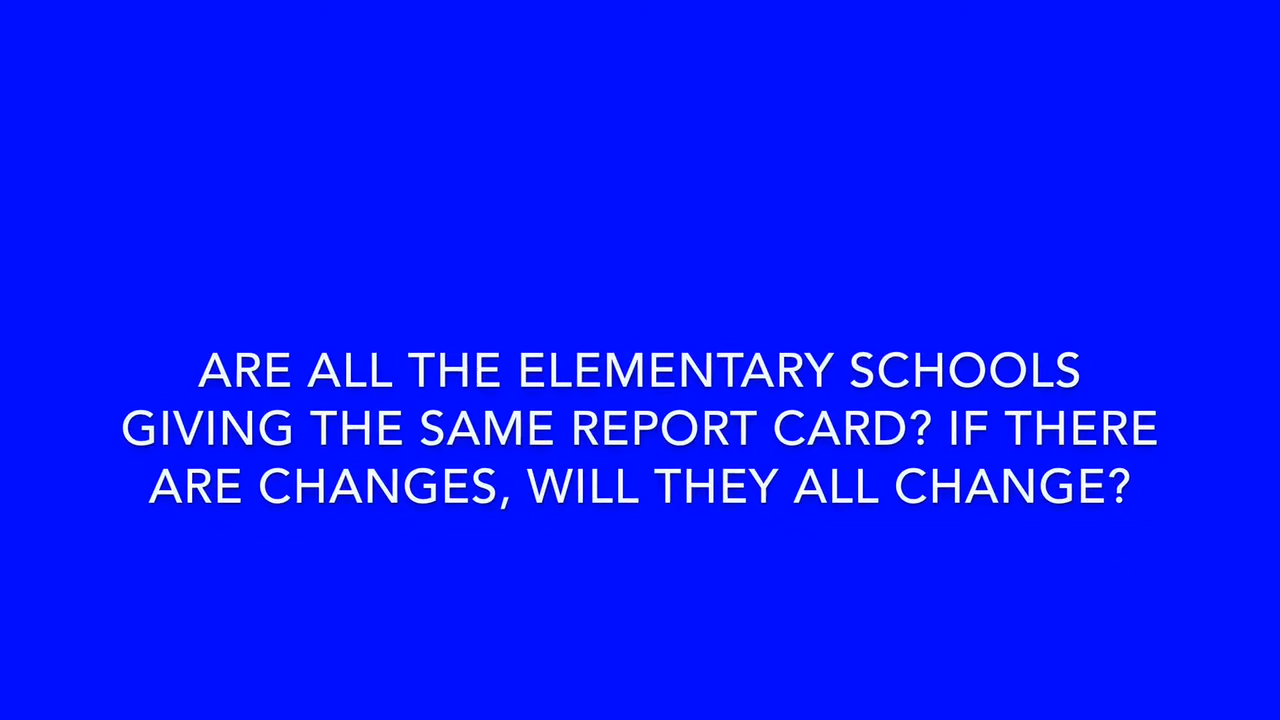 ARE ALL THE ELEMENTARY SCHOOLS
GIVING THE SAME REPORT CARD? IF THERE
ARE CHANGES, WILL THEY ALL CHANGE?